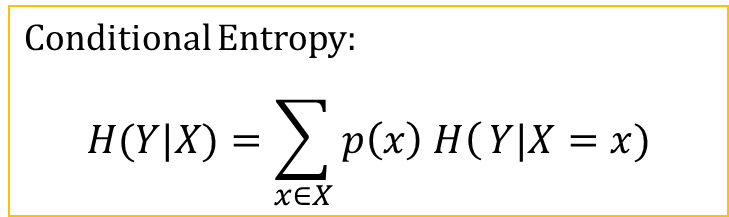 Conditional Entropy:
H(Y|X) = ∑ p(x) H(Y|X = x)
x∈X